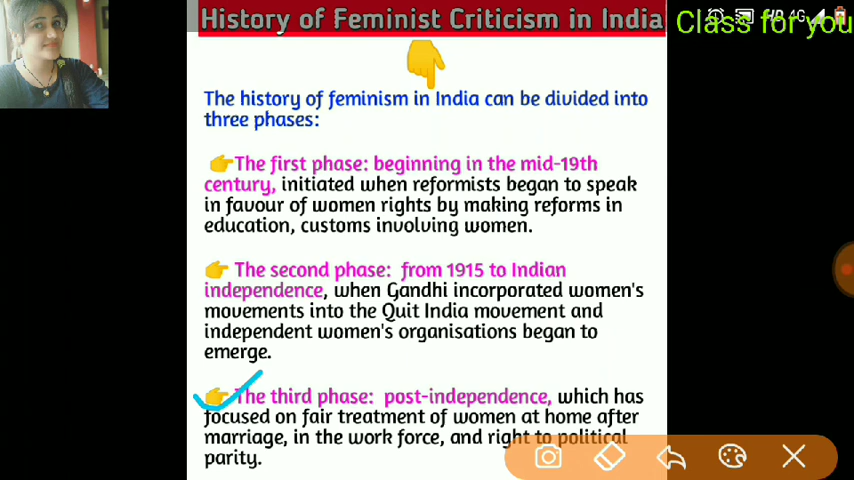 History of Feminist Criticism in India
Class for you
The history of feminism in India can be divided into
three phases:
The first phase: beginning in the mid-19th
century, initiated when reformists began to speak
in favour of women rights by making reforms in
education, customs involving women.
The second phase: from 1915 to Indian
independence, when Gandhi incorporated women's
movements into the Quit India movement and
independent women's organisations began to
emerge.
The third phase: post-independence, which has
focused on fair treatment of women at home after
marriage, in the work force, and right to political
parity.